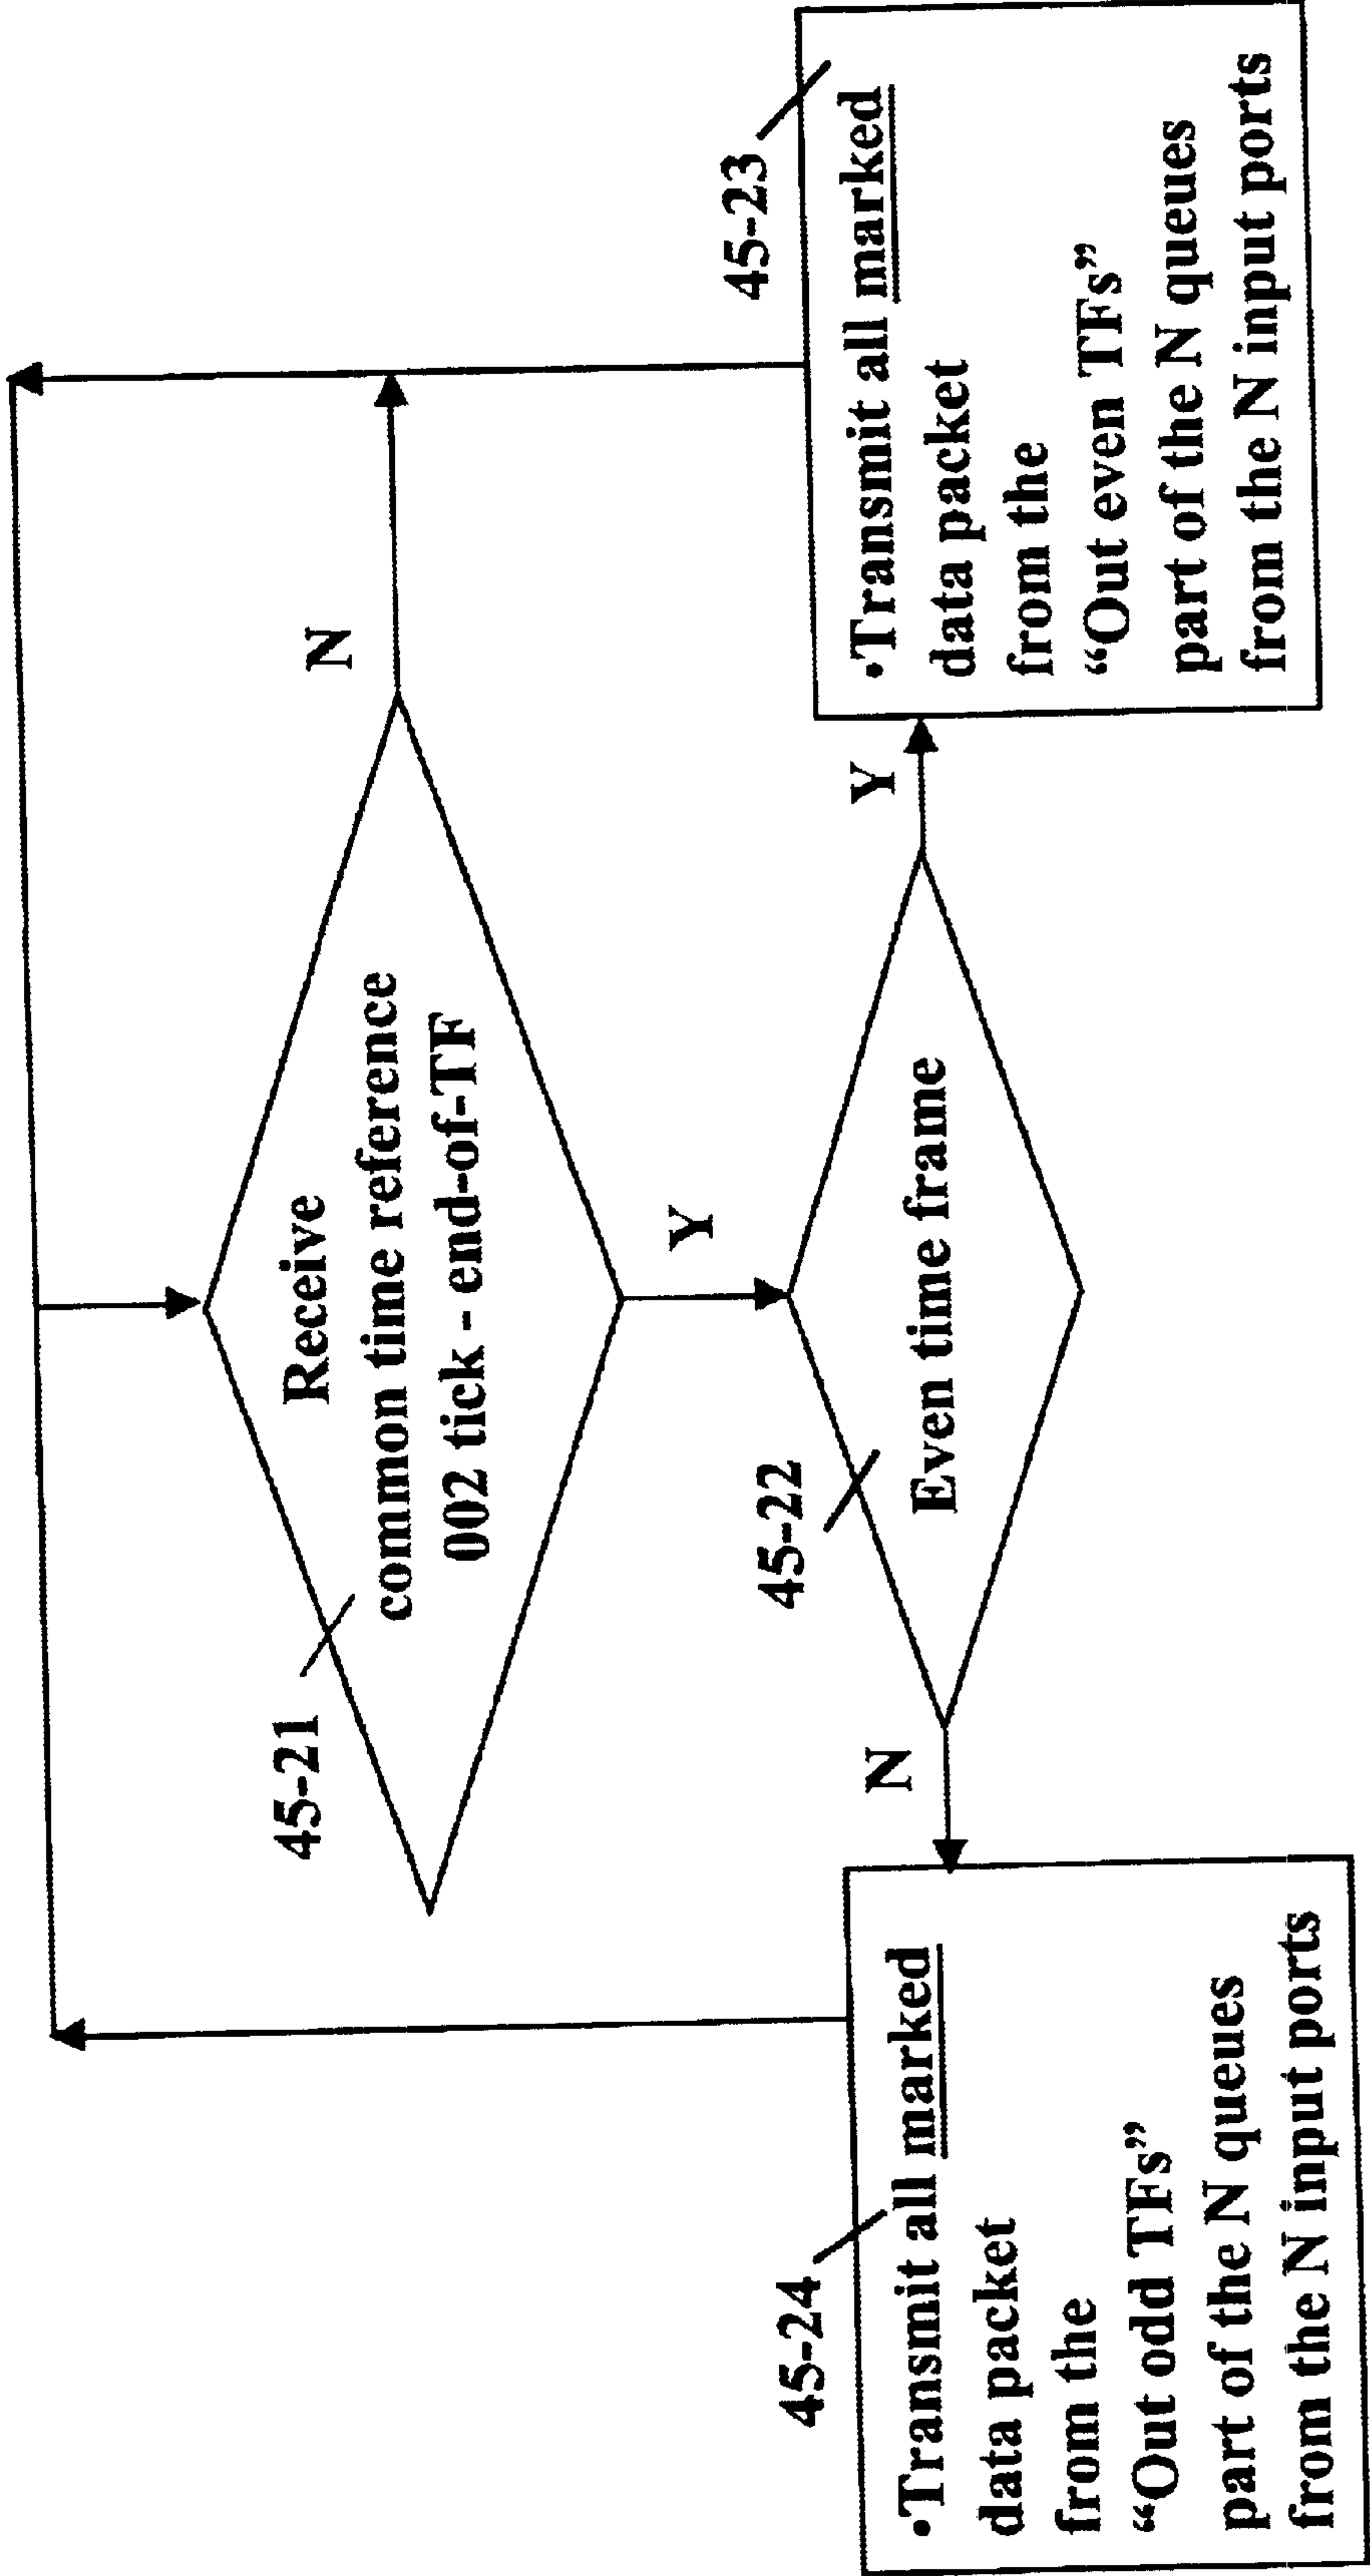 45-21
Receive
common time reference
002 tick - end-of-TF
N
Y
45-22
Even time frame
N
Y
45-24
•Transmit all marked
data packet
from the
“Out odd TFs”
part of the N queues
from the N input ports
45-23
•Transmit all marked
data packet
from the
“Out even TFs”
part of the N queues
from the N input ports